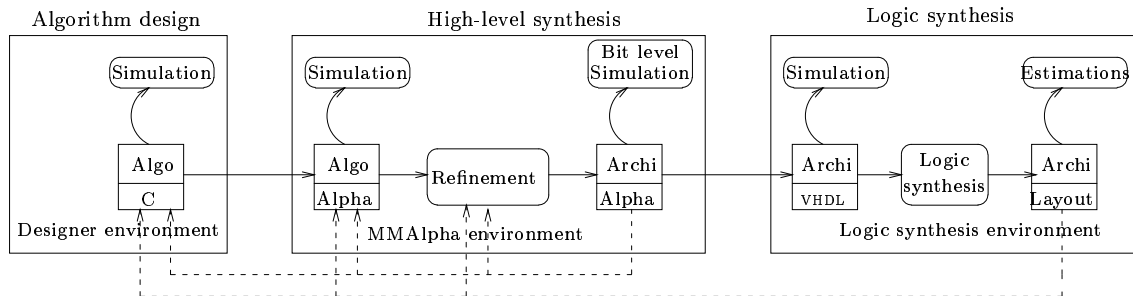 Algorithm design
High-level synthesis
Logic synthesis
Simulation
Simulation
Bit level
Simulation
Simulation
Estimations
Algo
C
Algo
Alpha
Refinement
Archi
Alpha
Archi
VHDL
Logic
synthesis
Archi
Layout
Designer environment
MMAlpha environment
Logic synthesis environment